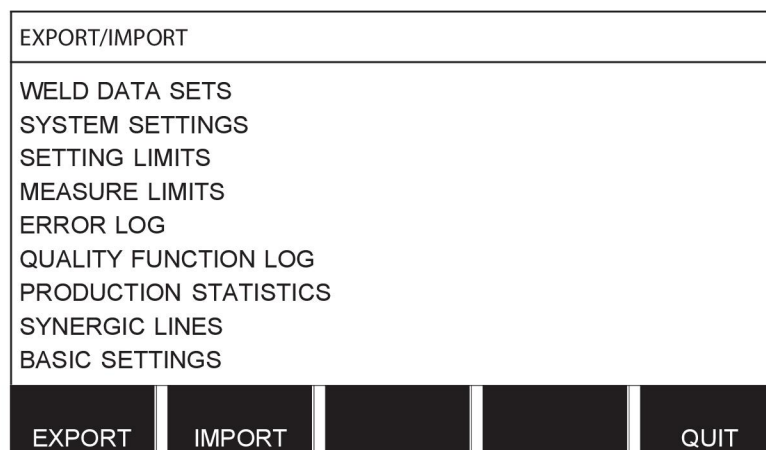 EXPORT/IMPORT
WELD DATA SETS
SYSTEM SETTINGS
SETTING LIMITS
MEASURE LIMITS
ERROR LOG
QUALITY FUNCTION LOG
PRODUCTION STATISTICS
SYNERGIC LINES
BASIC SETTINGS
EXPORT IMPORT QUIT